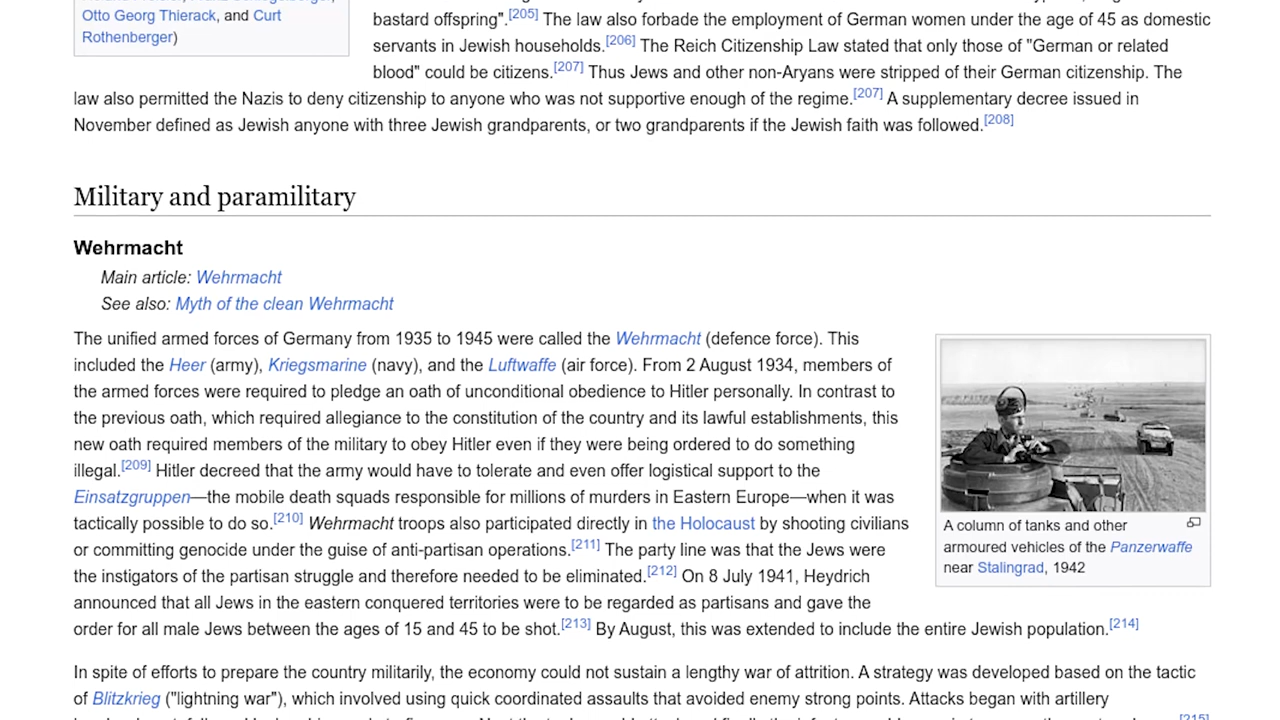 Otto Georg Thierack, and Curt
Rothenberger)
bastard offspring".[205] The law also forbade the employment of German women under the age of 45 as domestic
servants in Jewish households.[206] The Reich Citizenship Law stated that only those of "German or related
blood" could be citizens.[207] Thus Jews and other non-Aryans were stripped of their German citizenship. The
law also permitted the Nazis to deny citizenship to anyone who was not supportive enough of the regime.[207] A supplementary decree issued in
November defined as Jewish anyone with three Jewish grandparents, or two grandparents if the Jewish faith was followed.[208]
Military and paramilitary
Wehrmacht
Main article: Wehrmacht
See also: Myth of the clean Wehrmacht
The unified armed forces of Germany from 1935 to 1945 were called the Wehrmacht (defence force). This
included the Heer (army), Kriegsmarine (navy), and the Luftwaffe (air force). From 2 August 1934, members of
the armed forces were required to pledge an oath of unconditional obedience to Hitler personally. In contrast to
the previous oath, which required allegiance to the constitution of the country and its lawful establishments, this
new oath required members of the military to obey Hitler even if they were being ordered to do something
illegal.[209] Hitler decreed that the army would have to tolerate and even offer logistical support to the
Einsatzgruppen—the mobile death squads responsible for millions of murders in Eastern Europe—when it was
tactically possible to do so.[210] Wehrmacht troops also participated directly in the Holocaust by shooting civilians
or committing genocide under the guise of anti-partisan operations.[211] The party line was that the Jews were
the instigators of the partisan struggle and therefore needed to be eliminated.[212] On 8 July 1941, Heydrich
announced that all Jews in the eastern conquered territories were to be regarded as partisans and gave the
order for all male Jews between the ages of 15 and 45 to be shot.[213] By August, this was extended to include the entire Jewish population.[214]
A column of tanks and other
armoured vehicles of the Panzerwaffe
near Stalingrad, 1942
In spite of efforts to prepare the country militarily, the economy could not sustain a lengthy war of attrition. A strategy was developed based on the tactic
of Blitzkrieg ("lightning war"), which involved using quick coordinated assaults that avoided enemy strong points. Attacks began with artillery
[215]